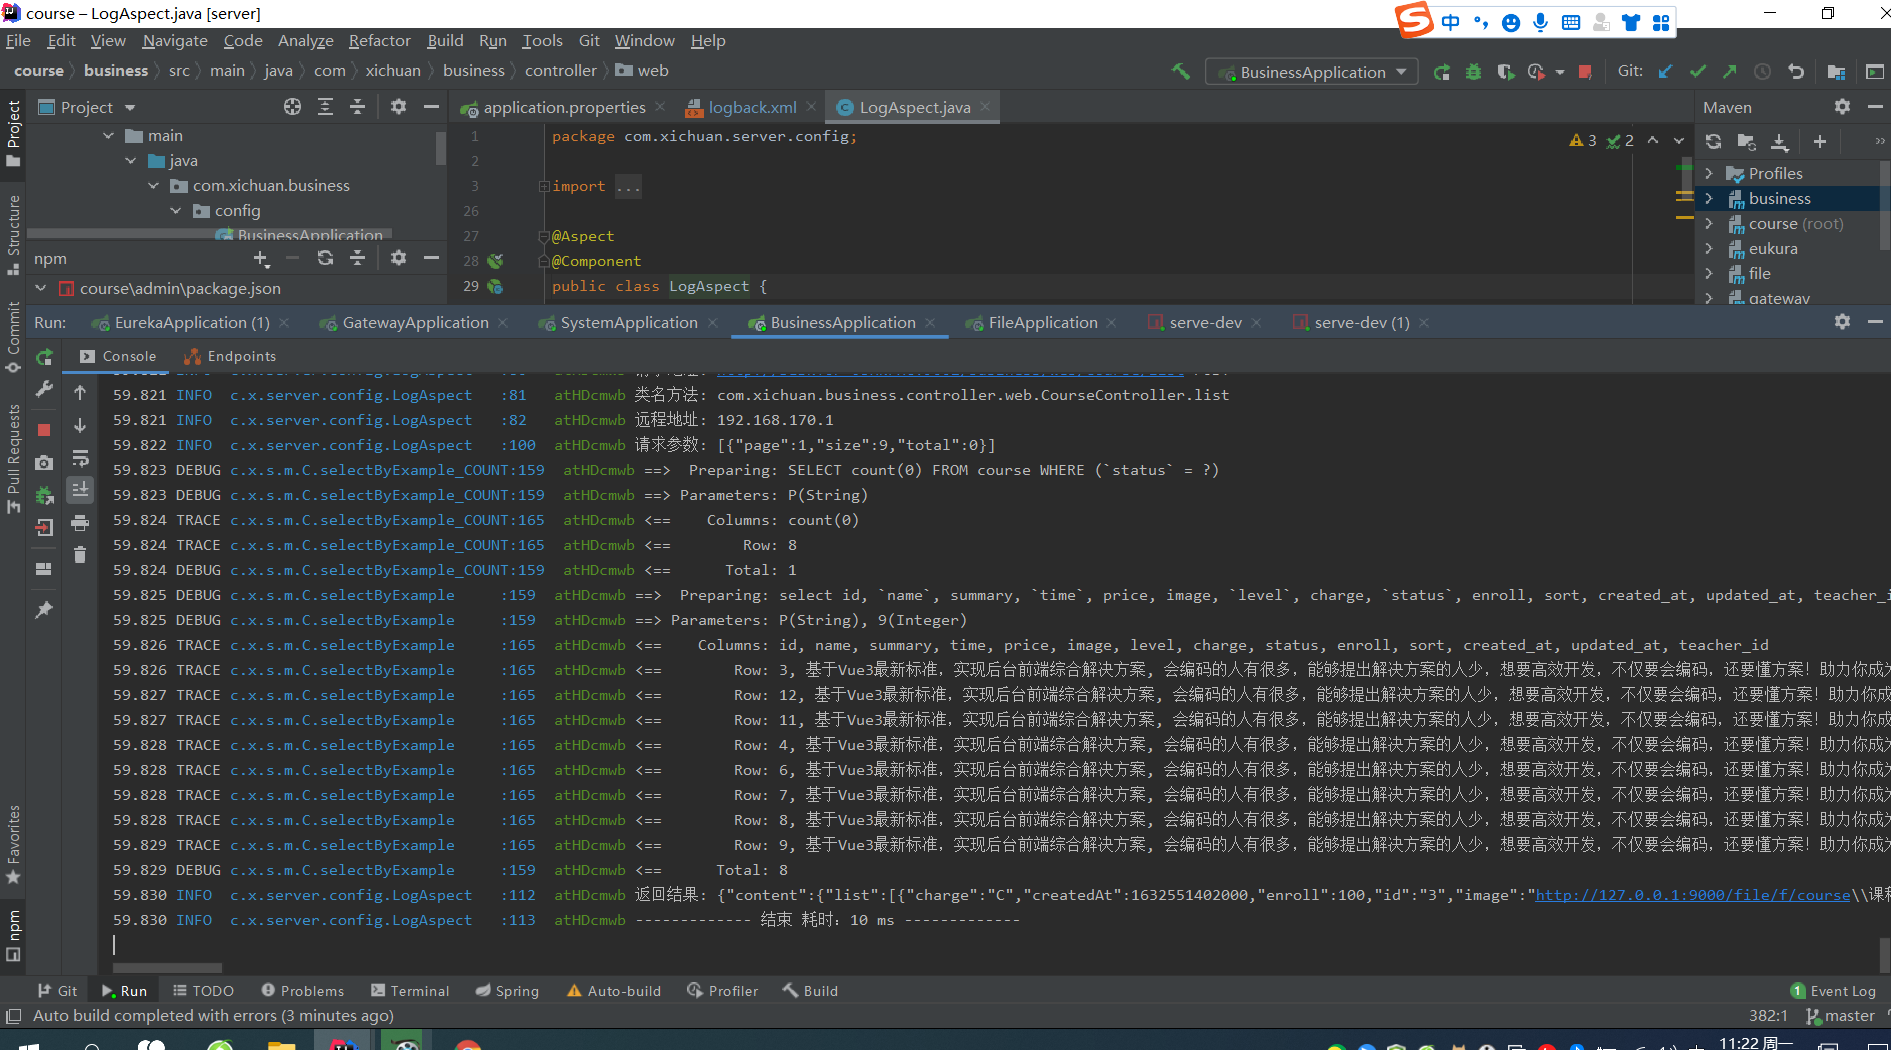 course – LogAspect.java [server]
中
File Edit View Navigate Code Analyze Refactor Build Run Tools Git Window Help
course business src main java com xichuan business controller web
BusinessApplication
Git:
Project
application.properties
logback.xml
LogAspect.java
Maven
main
java
com.xichuan.business
config
BusinessApplication
npm
course\admin\package.json
1 package com.xichuan.server.config;
2
3 import ...
26
27 @Aspect
28 @Component
29 public class LogAspect {
3 2
Profiles
business
course (root)
eukura
file
gateway
Run: EurekaApplication (1) GatewayApplication SystemApplication BusinessApplication FileApplication serve-dev serve-dev (1)
Console Endpoints
59.821 INFO c.x.server.config.LogAspect :81 atHDcmwb 类名方法: com.xichuan.business.controller.web.CourseController.list
59.821 INFO c.x.server.config.LogAspect :82 atHDcmwb 远程地址: 192.168.170.1
59.822 INFO c.x.server.config.LogAspect :100 atHDcmwb 请求参数: [{"page":1,"size":9,"total":0}]
59.823 DEBUG c.x.s.m.C.selectByExample_COUNT:159 atHDcmwb ==> Preparing: SELECT count(0) FROM course WHERE (`status` = ?)
59.823 DEBUG c.x.s.m.C.selectByExample_COUNT:159 atHDcmwb ==> Parameters: P(String)
59.824 TRACE c.x.s.m.C.selectByExample_COUNT:165 atHDcmwb <== Columns: count(0)
59.824 TRACE c.x.s.m.C.selectByExample_COUNT:165 atHDcmwb <== Row: 8
59.824 DEBUG c.x.s.m.C.selectByExample_COUNT:159 atHDcmwb <== Total: 1
59.825 DEBUG c.x.s.m.C.selectByExample :159 atHDcmwb ==> Preparing: select id, `name`, summary, `time`, price, image, `level`, charge, `status`, enroll, sort, created_at, updated_at, teacher_i
59.825 DEBUG c.x.s.m.C.selectByExample :159 atHDcmwb ==> Parameters: P(String), 9(Integer)
59.826 TRACE c.x.s.m.C.selectByExample :165 atHDcmwb <== Columns: id, name, summary, time, price, image, level, charge, status, enroll, sort, created_at, updated_at, teacher_id
59.826 TRACE c.x.s.m.C.selectByExample :165 atHDcmwb <== Row: 3, 基于Vue3最新标准，实现后台前端综合解决方案, 会编码的人有很多，能够提出解决方案的人少，想要高效开发，不仅要会编码，还要懂方案！助力你成为
59.827 TRACE c.x.s.m.C.selectByExample :165 atHDcmwb <== Row: 12, 基于Vue3最新标准，实现后台前端综合解决方案, 会编码的人有很多，能够提出解决方案的人少，想要高效开发，不仅要会编码，还要懂方案！助力你成
59.827 TRACE c.x.s.m.C.selectByExample :165 atHDcmwb <== Row: 11, 基于Vue3最新标准，实现后台前端综合解决方案, 会编码的人有很多，能够提出解决方案的人少，想要高效开发，不仅要会编码，还要懂方案！助力你成
59.828 TRACE c.x.s.m.C.selectByExample :165 atHDcmwb <== Row: 4, 基于Vue3最新标准，实现后台前端综合解决方案, 会编码的人有很多，能够提出解决方案的人少，想要高效开发，不仅要会编码，还要懂方案！助力你成为
59.828 TRACE c.x.s.m.C.selectByExample :165 atHDcmwb <== Row: 6, 基于Vue3最新标准，实现后台前端综合解决方案, 会编码的人有很多，能够提出解决方案的人少，想要高效开发，不仅要会编码，还要懂方案！助力你成为
59.828 TRACE c.x.s.m.C.selectByExample :165 atHDcmwb <== Row: 7, 基于Vue3最新标准，实现后台前端综合解决方案, 会编码的人有很多，能够提出解决方案的人少，想要高效开发，不仅要会编码，还要懂方案！助力你成为
59.828 TRACE c.x.s.m.C.selectByExample :165 atHDcmwb <== Row: 8, 基于Vue3最新标准，实现后台前端综合解决方案, 会编码的人有很多，能够提出解决方案的人少，想要高效开发，不仅要会编码，还要懂方案！助力你成为
59.829 TRACE c.x.s.m.C.selectByExample :165 atHDcmwb <== Row: 9, 基于Vue3最新标准，实现后台前端综合解决方案, 会编码的人有很多，能够提出解决方案的人少，想要高效开发，不仅要会编码，还要懂方案！助力你成为
59.829 DEBUG c.x.s.m.C.selectByExample :159 atHDcmwb <== Total: 8
59.830 INFO c.x.server.config.LogAspect :112 atHDcmwb 返回结果: {"content":{"list":[{"charge":"C","createdAt":1632551402000,"enroll":100,"id":"3","image":"http://127.0.0.1:9000/file/f/course\\课程
59.830 INFO c.x.server.config.LogAspect :113 atHDcmwb ------------- 结束 耗时：10 ms -------------
Project
Structure
Commit
Pull Requests
Favorites
npm
Git Run TODO Problems Terminal Spring Auto-build Profiler Build
1 Event Log
Auto build completed with errors (3 minutes ago)
382:1 master
11:22 周一